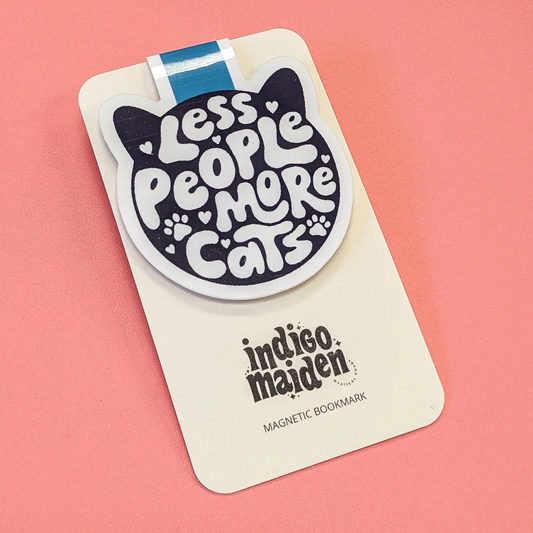 Less
PEOPLE
MORe
CaTS
indigo
maiden
MAGNETIC BOOKMARK